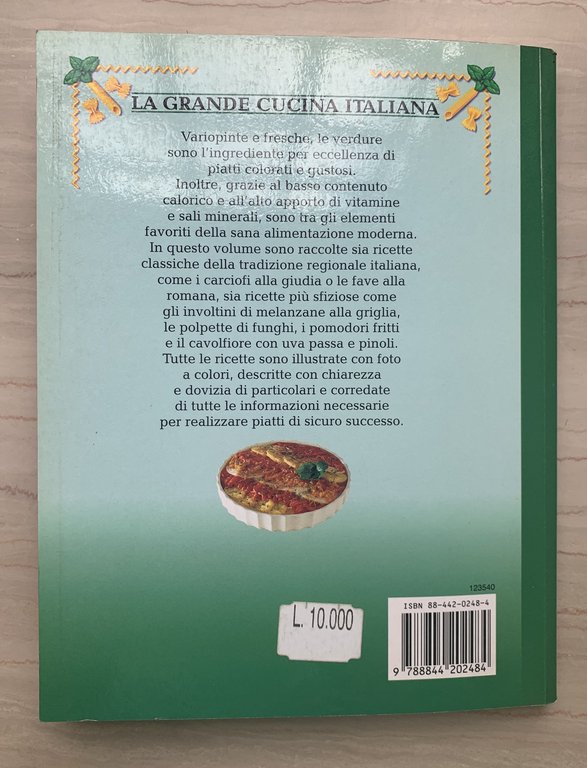 LA GRANDE CUCINA ITALIANA
Variopinte e fresche, le verdure
sono l'ingrediente per eccellenza di
piatti colorati e gustosi.
Inoltre, grazie al basso contenuto
calorico e all'alto apporto di vitamine
e sali minerali, sono tra gli elementi
favoriti della sana alimentazione moderna.
In questo volume sono raccolte sia ricette
classiche della tradizione regionale italiana,
come i carciofi alla giudia o le fave alla
romana, sia ricette più sfiziose come
gli involtini di melanzane alla griglia,
le polpette di funghi, i pomodori fritti
e il cavolfiore con uva passa e pinoli.
Tutte le ricette sono illustrate con foto
a colori, descritte con chiarezza
e dovizia di particolari e corredate
di tutte le informazioni necessarie
per realizzare piatti di sicuro successo.
123540
ISBN 88-442-0248-4
L. 10.000
9 788844 202484